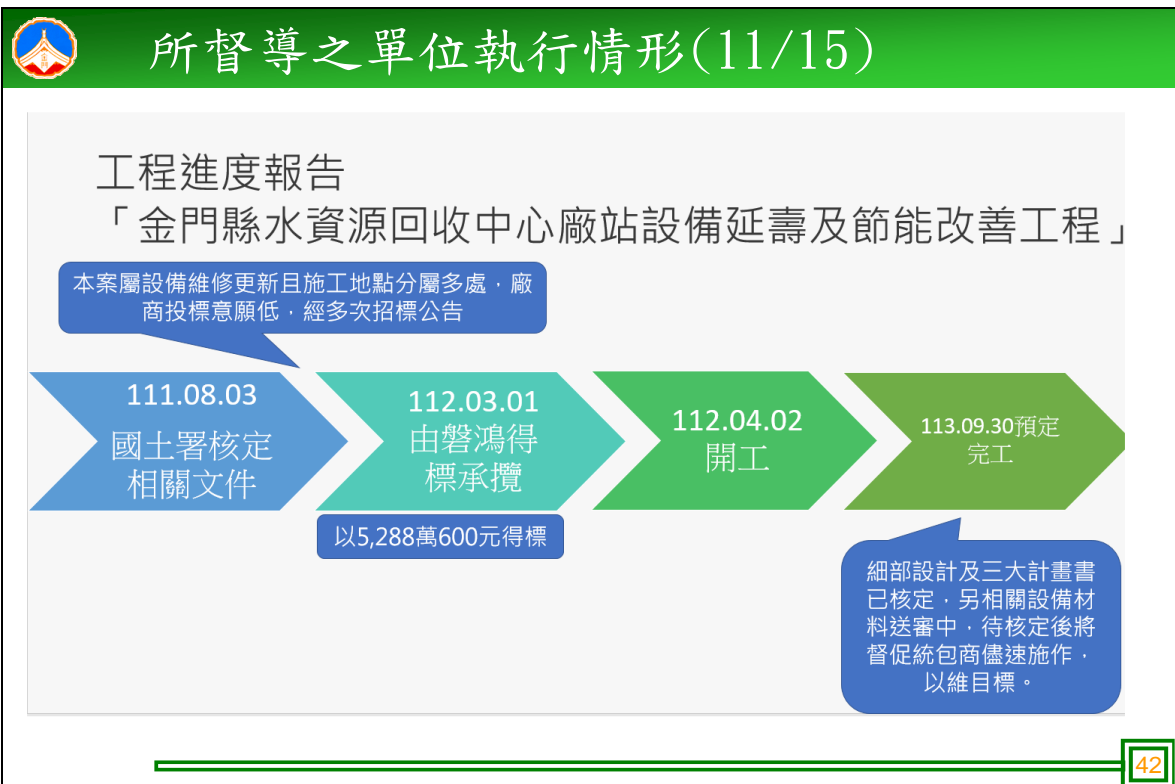 所督導之單位執行情形(11/15)
工程進度報告
「金門縣水資源回收中心廠站設備延壽及節能改善工程」
本案屬設備維修更新且施工地點分屬多處，廠
商投標意願低，經多次招標公告
111.08.03
國土署核定
相關文件
112.03.01
由磐鴻得
標承攬
以5,288萬600元得標
112.04.02
開工
113.09.30預定
完工
細部設計及三大計畫書
已核定，另相關設備材
料送審中，待核定後將
督促統包商儘速施作，
以維目標。
42